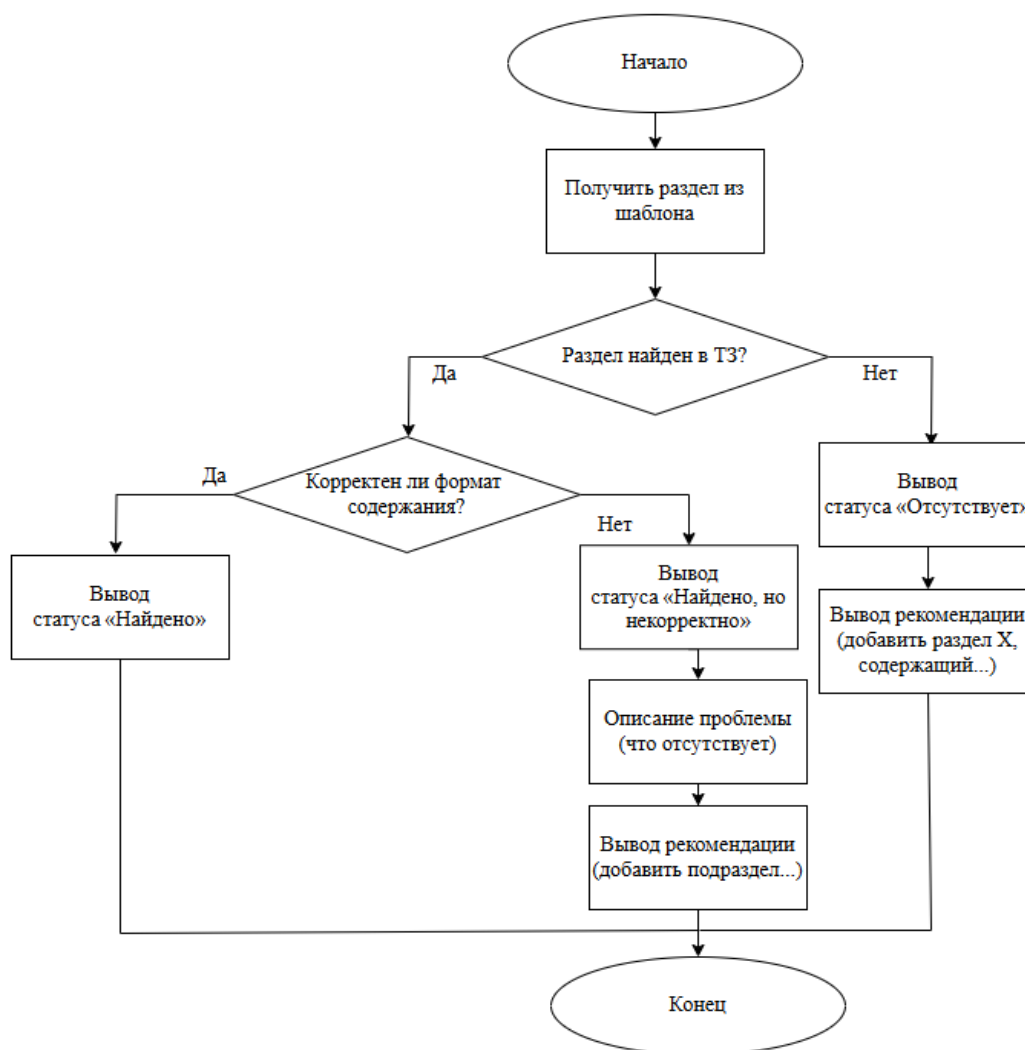 Начало
Получить раздел из
шаблона
Раздел найден в ТЗ?
Да
Нет
Корректен ли формат
содержания?
Да
Нет
Вывод
статуса «Отсутствует»
Вывод
статуса «Найдено»
Вывод
статуса «Найдено, но
некорректно»
Вывод рекомендации
(добавить раздел X,
содержащий...)
Описание проблемы
(что отсутствует)
Вывод рекомендации
(добавить подраздел...)
Конец